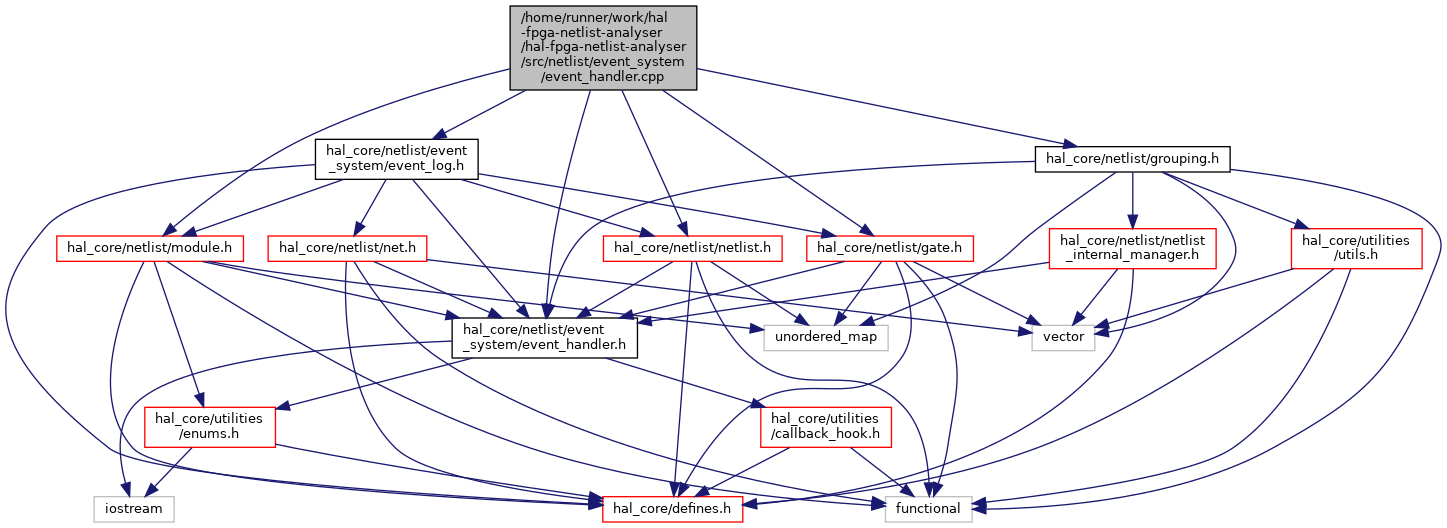 /home/runner/work/hal
-fpga-netlist-analyser
/hal-fpga-netlist-analyser
/src/netlist/event_system
/event_handler.cpp
hal_core/netlist/event
_system/event_log.h
hal_core/netlist/grouping.h
hal_core/netlist/module.h
hal_core/netlist/net.h
hal_core/netlist/netlist.h
hal_core/netlist/gate.h
hal_core/netlist/netlist
_internal_manager.h
hal_core/utilities
/utils.h
hal_core/netlist/event
_system/event_handler.h
unordered_map
vector
hal_core/utilities
/enums.h
hal_core/utilities
/callback_hook.h
iostream
hal_core/defines.h
functional